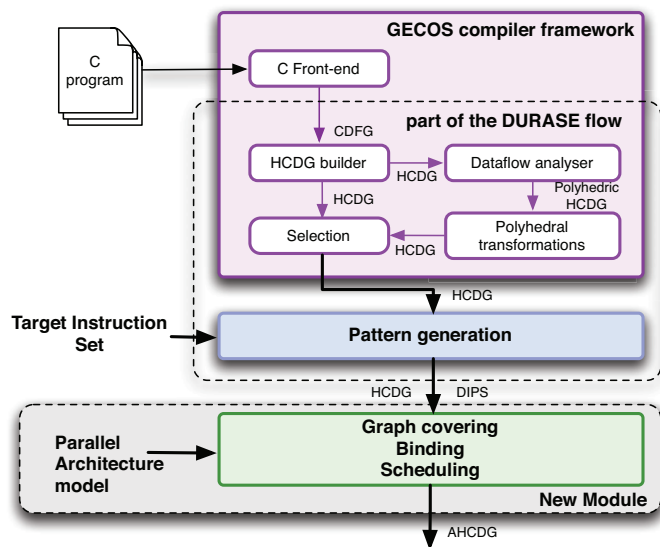 GECOS compiler framework
C
program
C Front-end
CDFG
part of the DURASE flow
HCDG builder
HCDG
Dataflow analyser
HCDG
Polyhedric
HCDG
Selection
HCDG
Polyhedral
transformations
HCDG
Target Instruction
Set
Pattern generation
HCDG
DIPS
Parallel
Architecture
model
Graph covering
Binding
Scheduling
New Module
AHCDG